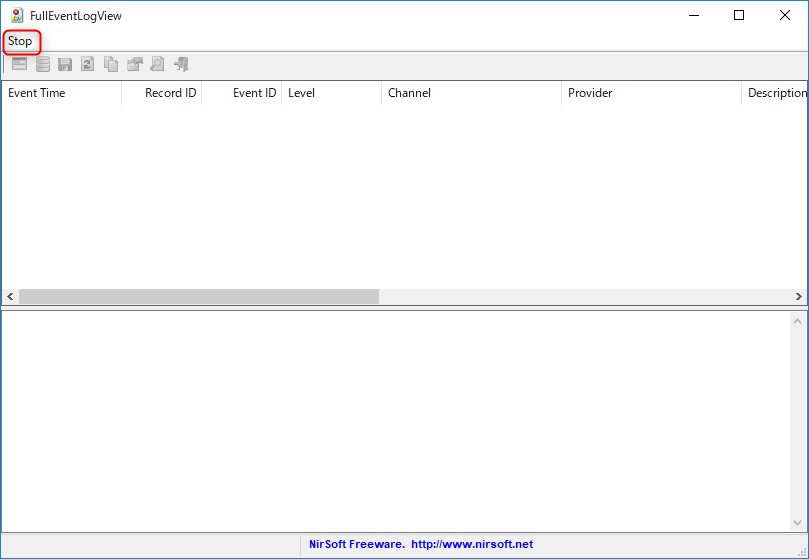 FullEventLogView
Stop
Event Time Record ID Event ID Level Channel Provider Description
NirSoft Freeware. http://www.nirsoft.net